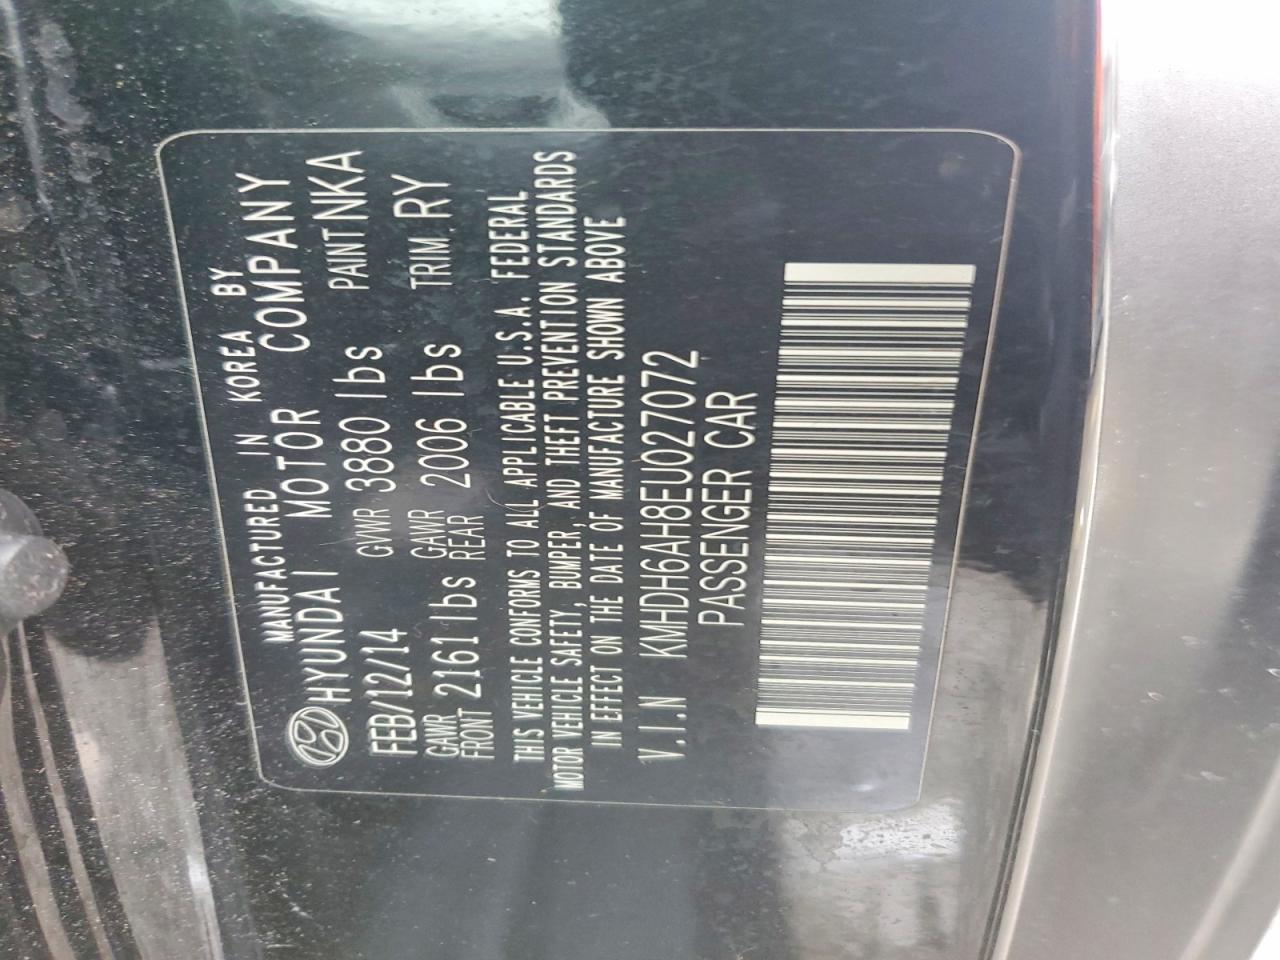 MANUFACTURED IN KOREA BY
HYUNDAI MOTOR COMPANY
FEB/12/14 GVWR 3880 lbs PAINT NKA
GAWR FRONT 2161 lbs GAWR REAR 2006 lbs TRIM RY
THIS VEHICLE CONFORMS TO ALL APPLICABLE U.S.A. FEDERAL
MOTOR VEHICLE SAFETY, BUMPER, AND THEFT PREVENTION STANDARDS
IN EFFECT ON THE DATE OF MANUFACTURE SHOWN ABOVE
V.I.N KMHDH6AH8EU027072
PASSENGER CAR